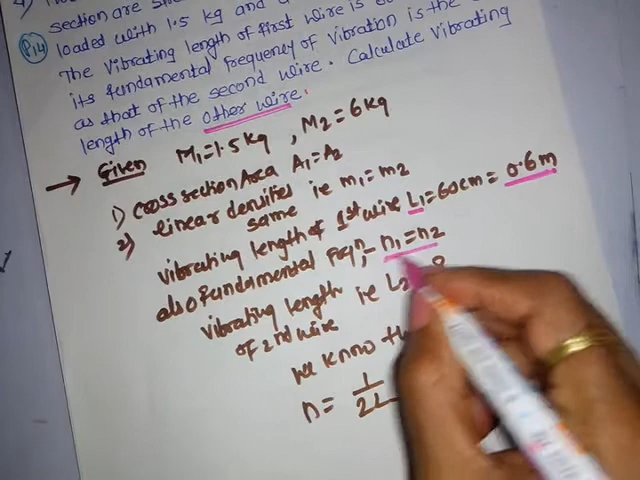 4)
section are
P14 loaded with 1.5 kg and
The vibrating length of first wire is
its fundamental frequency of vibration is the
as that of the second wire. Calculate vibrating
length of the other wire.
→ Given M1=1.5kg , M2=6kg
1) cross section Area A1=A2
2) linear densities
same ie m1=m2
vibrating length of 1st wire L1=60cm=0.6m
also fundamental freqn,- n1=n2
vibrating length ie L2
of 2nd wire
we know
n= 1/2L